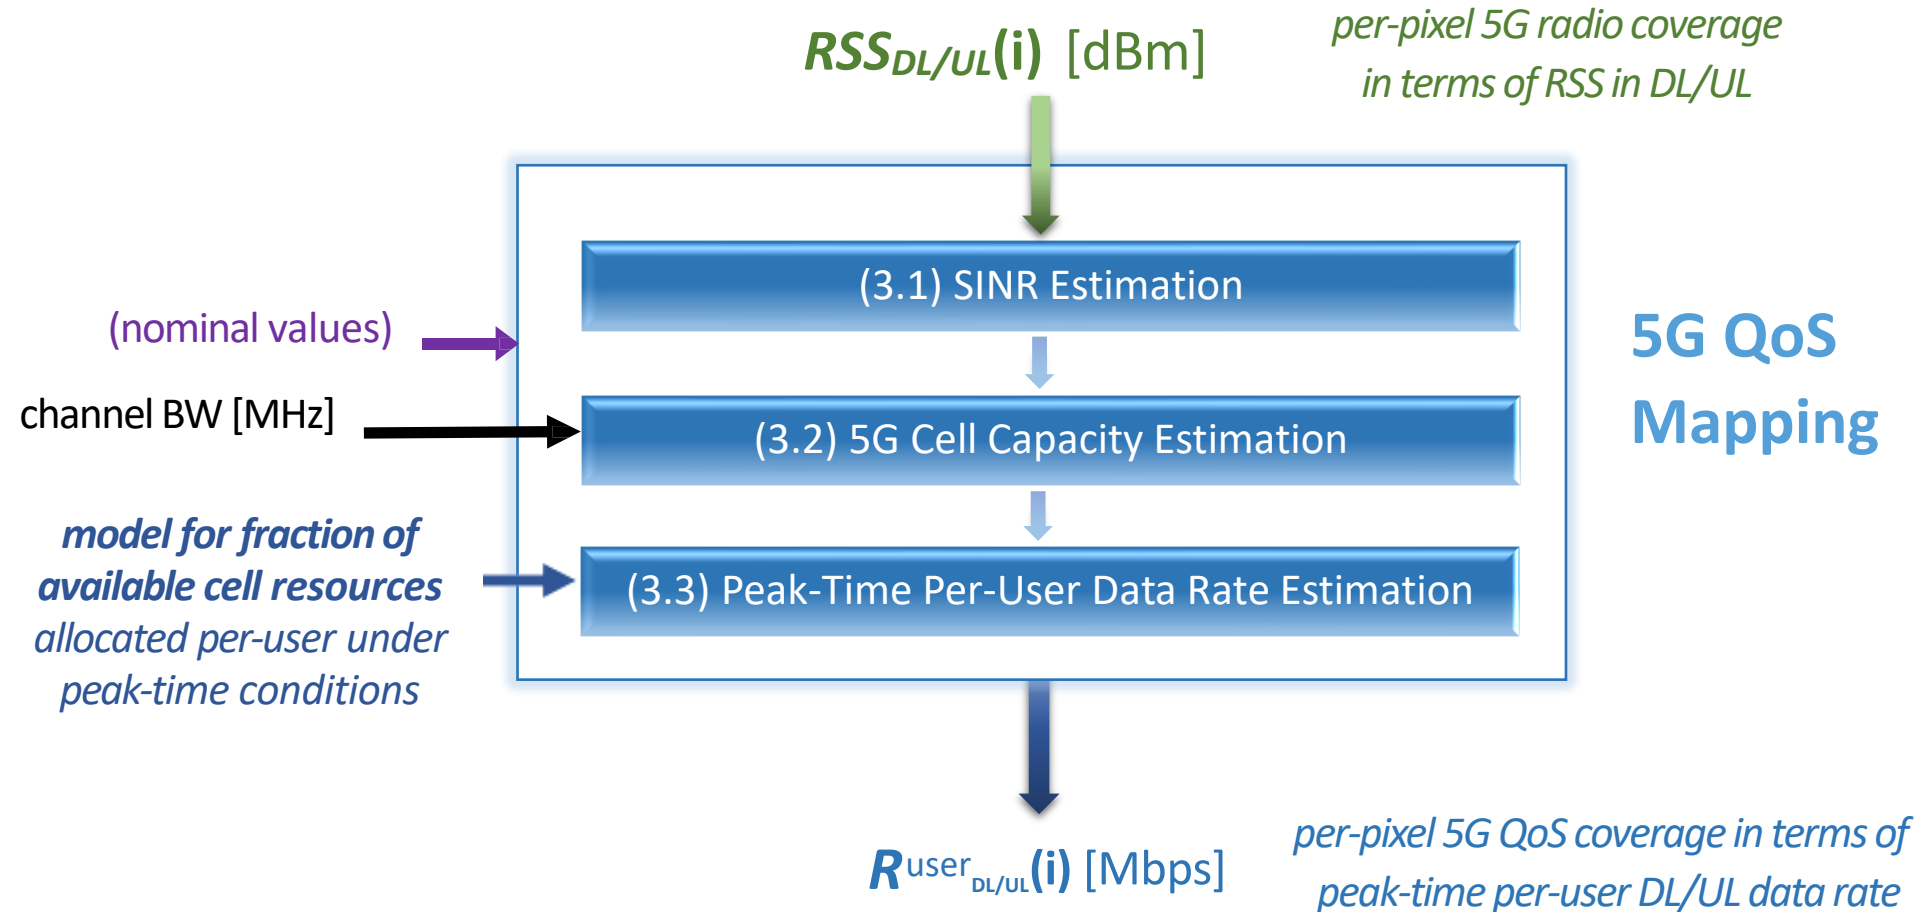 RSS_DL/UL(i) [dBm]
per-pixel 5G radio coverage
in terms of RSS in DL/UL
(3.1) SINR Estimation
(nominal values)
channel BW [MHz]
(3.2) 5G Cell Capacity Estimation
5G QoS
Mapping
model for fraction of
available cell resources
allocated per-user under
peak-time conditions
(3.3) Peak-Time Per-User Data Rate Estimation
R^user_DL/UL(i) [Mbps]
per-pixel 5G QoS coverage in terms of
peak-time per-user DL/UL data rate